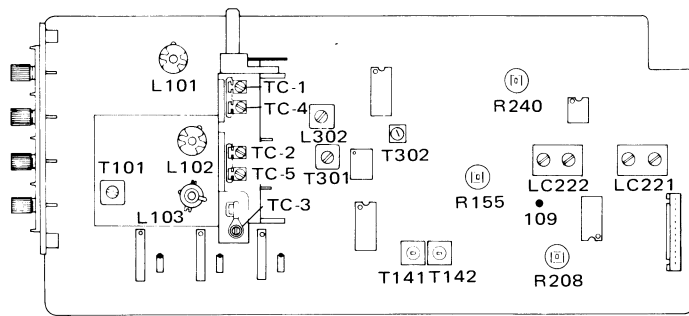 L101
TC-1
TC-4
R240
L302
T302
T101
L102
TC-2
TC-5
T301
LC222
LC221
R155
L103
TC-3
109
T141
T142
R208